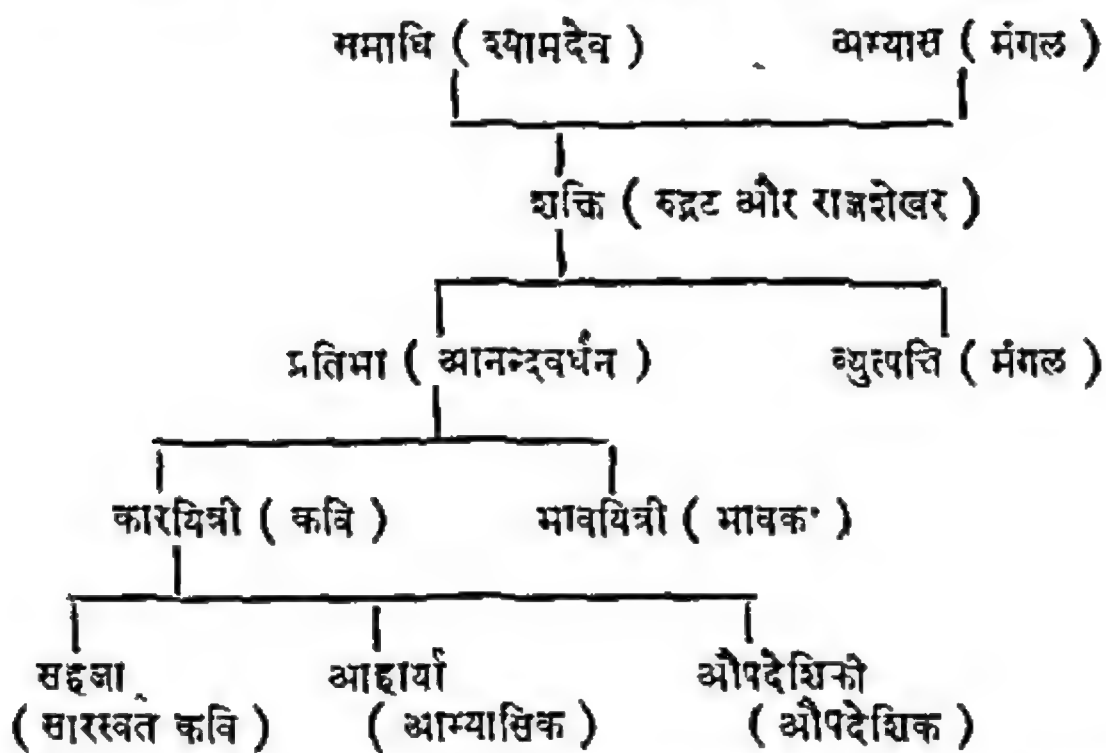 समाधि ( श्यामदेव ) अभ्यास ( मंगल )
शक्ति ( रुद्रट और राजशेखर )
प्रतिभा ( आनन्दवर्धन ) व्युत्पत्ति ( मंगल )
कारयित्री ( कवि ) भावयित्री ( भावक )
सहजा आहार्या औपदेशिकी
( सारस्वत कवि ) ( आभ्यासिक ) ( औपदेशिक )